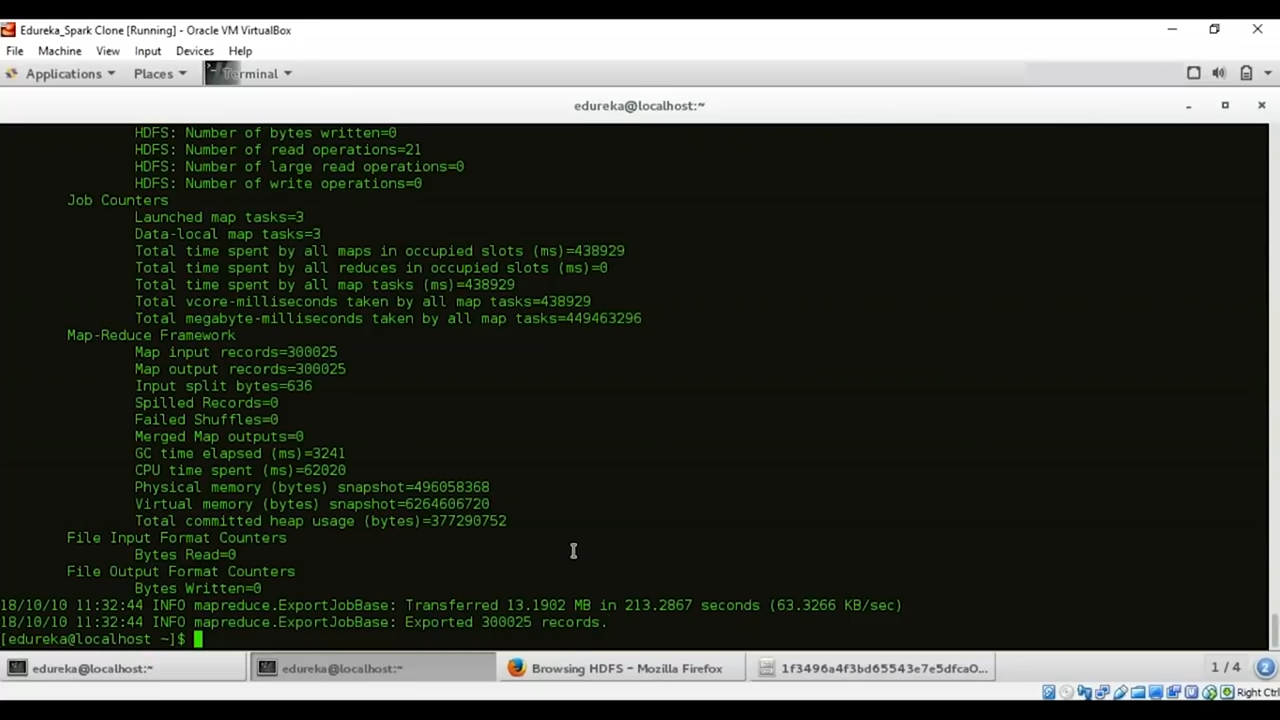 Edureka_Spark Clone [Running] - Oracle VM VirtualBox
File Machine View Input Devices Help
Applications Places Terminal
edureka@localhost:~
HDFS: Number of bytes written=0
HDFS: Number of read operations=21
HDFS: Number of large read operations=0
HDFS: Number of write operations=0
Job Counters
Launched map tasks=3
Data-local map tasks=3
Total time spent by all maps in occupied slots (ms)=438929
Total time spent by all reduces in occupied slots (ms)=0
Total time spent by all map tasks (ms)=438929
Total vcore-milliseconds taken by all map tasks=438929
Total megabyte-milliseconds taken by all map tasks=449463296
Map-Reduce Framework
Map input records=300025
Map output records=300025
Input split bytes=636
Spilled Records=0
Failed Shuffles=0
Merged Map outputs=0
GC time elapsed (ms)=3241
CPU time spent (ms)=62020
Physical memory (bytes) snapshot=496058368
Virtual memory (bytes) snapshot=6264606720
Total committed heap usage (bytes)=377290752
File Input Format Counters
Bytes Read=0
File Output Format Counters
Bytes Written=0
18/10/10 11:32:44 INFO mapreduce.ExportJobBase: Transferred 13.1902 MB in 213.2867 seconds (63.3266 KB/sec)
18/10/10 11:32:44 INFO mapreduce.ExportJobBase: Exported 300025 records.
[edureka@localhost ~]$
edureka@localhost:~ edureka@localhost:~ Browsing HDFS - Mozilla Firefox 1f3496a4f3bd65543e7e5dfca0... 1 / 4 2
Right Ctrl